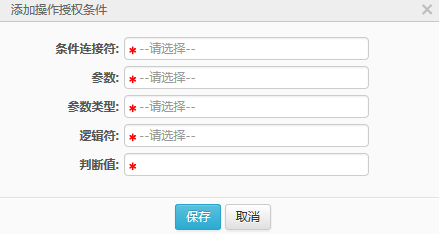 添加操作授权条件
条件连接符: * --请选择--
参数: * --请选择--
参数类型: * --请选择--
逻辑符: * --请选择--
判断值: *
保存 取消